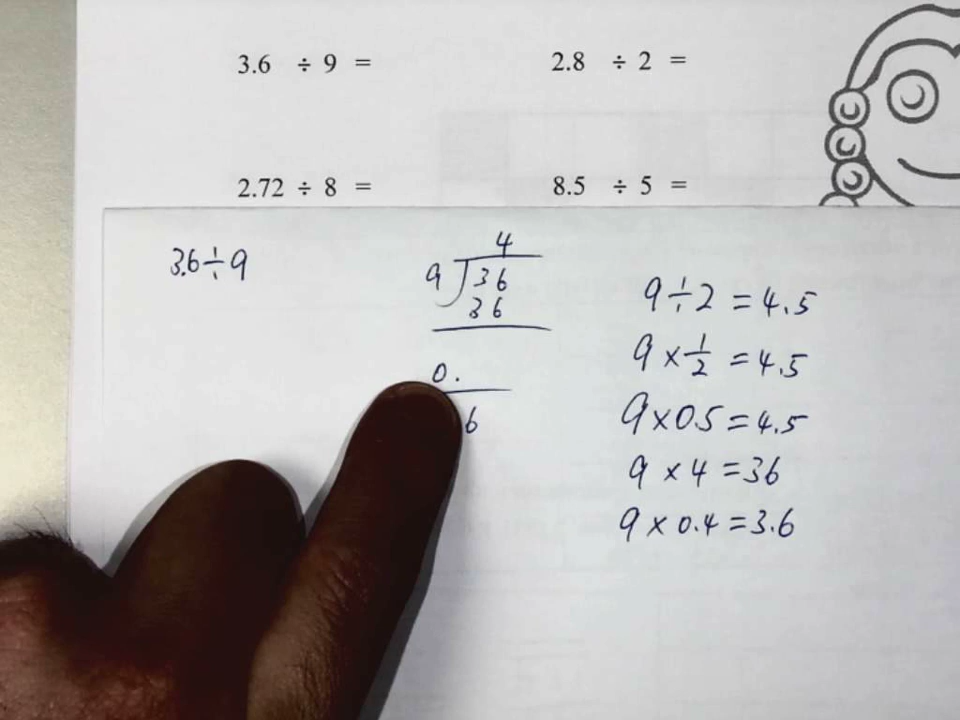 3.6 ÷ 9 =
2.8 ÷ 2 =
2.72 ÷ 8 =
8.5 ÷ 5 =
3.6÷9
4
9 36
36
0.
6
9÷2=4.5
9×1/2=4.5
9×0.5=4.5
9×4=36
9×0.4=3.6